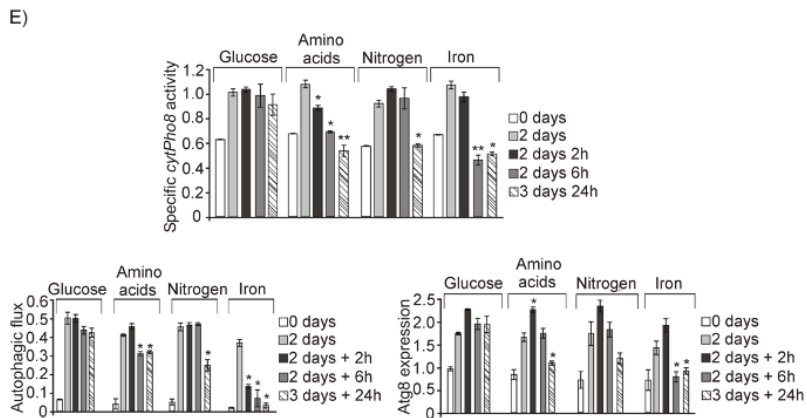 E)
Glucose
Amino
acids
Nitrogen
Iron
Specific cytPho8 activity
1.2
1.0
0.8
0.6
0.4
0.2
0
* * **
*
** *
0 days
2 days
2 days 2h
2 days 6h
3 days 24h
Glucose
Amino
acids
Nitrogen
Iron
Autophagic flux
0.6
0.5
0.4
0.3
0.2
0.1
0
* *
*
* * *
0 days
2 days
2 days + 2h
2 days + 6h
3 days + 24h
Glucose
Amino
acids
Nitrogen
Iron
Atg8 expression
2.5
2.0
1.5
1.0
0.5
0
* *
* *
0 days
2 days
2 days + 2h
2 days + 6h
3 days + 24h